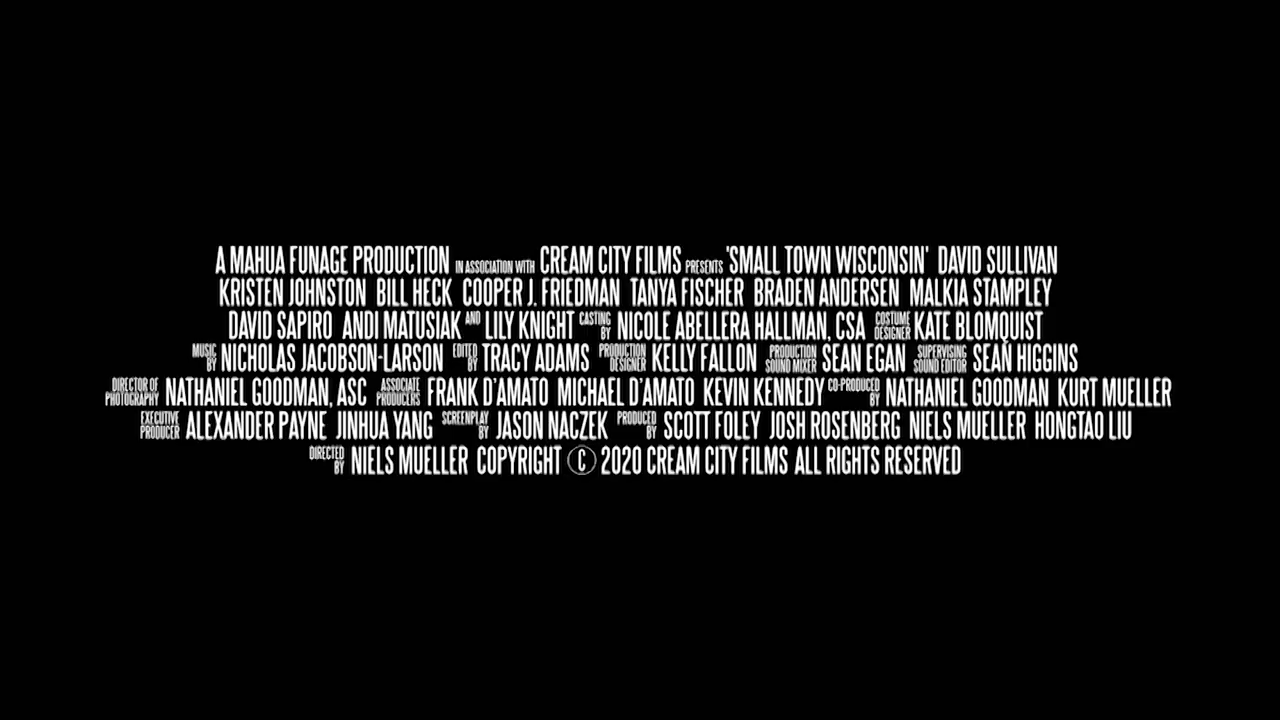 A MAHUA FUNAGE PRODUCTION IN ASSOCIATION WITH CREAM CITY FILMS PRESENTS 'SMALL TOWN WISCONSIN' DAVID SULLIVAN
KRISTEN JOHNSTON BILL HECK COOPER J. FRIEDMAN TANYA FISCHER BRADEN ANDERSEN MALKIA STAMPLEY
DAVID SAPIRO ANDI MATUSIAK AND LILY KNIGHT CASTING BY NICOLE ABELLERA HALLMAN, CSA COSTUME DESIGNER KATE BLOMQUIST
MUSIC BY NICHOLAS JACOBSON-LARSON EDITED BY TRACY ADAMS PRODUCTION DESIGNER KELLY FALLON PRODUCTION SOUND MIXER SEAN EGAN SUPERVISING SOUND EDITOR SEAN HIGGINS
DIRECTOR OF PHOTOGRAPHY NATHANIEL GOODMAN, ASC ASSOCIATE PRODUCERS FRANK D'AMATO MICHAEL D'AMATO KEVIN KENNEDY CO-PRODUCED BY NATHANIEL GOODMAN KURT MUELLER
EXECUTIVE PRODUCER ALEXANDER PAYNE JINHUA YANG SCREENPLAY BY JASON NACZEK PRODUCED BY SCOTT FOLEY JOSH ROSENBERG NIELS MUELLER HONGTAO LIU
DIRECTED BY NIELS MUELLER COPYRIGHT © 2020 CREAM CITY FILMS ALL RIGHTS RESERVED